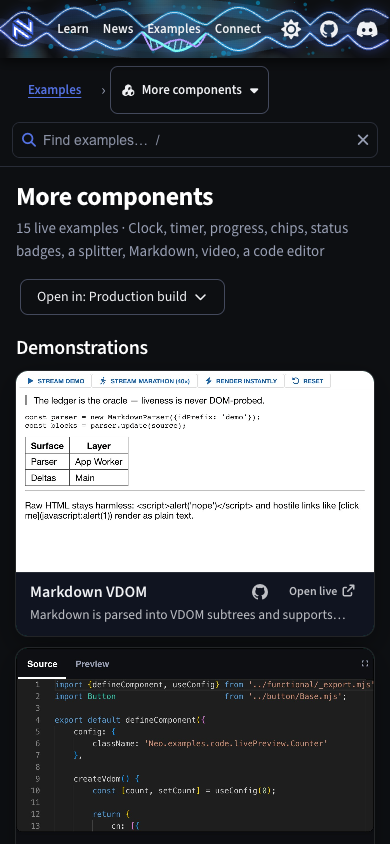 Learn News Examples Connect
Examples › More components
Find examples… /
More components
15 live examples · Clock, timer, progress, chips, status
badges, a splitter, Markdown, video, a code editor
Open in: Production build
Demonstrations
STREAM DEMO STREAM MARATHON (40x) RENDER INSTANTLY RESET
The ledger is the oracle — liveness is never DOM-probed.
const parser = new MarkdownParser({idPrefix: 'demo'});
const blocks = parser.update(source);
Surface Layer
Parser App Worker
Deltas Main
Raw HTML stays harmless: <script>alert('nope')</script> and hostile links like [click
me](javascript:alert(1)) render as plain text.
Markdown VDOM Open live
Markdown is parsed into VDOM subtrees and supports…
Source Preview
1 import {defineComponent, useConfig} from '../functional/_export.mjs'
2 import Button from '../button/Base.mjs';
3
4 export default defineComponent({
5 config: {
6 className: 'Neo.examples.code.livePreview.Counter'
7 },
8
9 createVdom() {
10 const [count, setCount] = useConfig(0);
11
12 return {
13 cn: [{